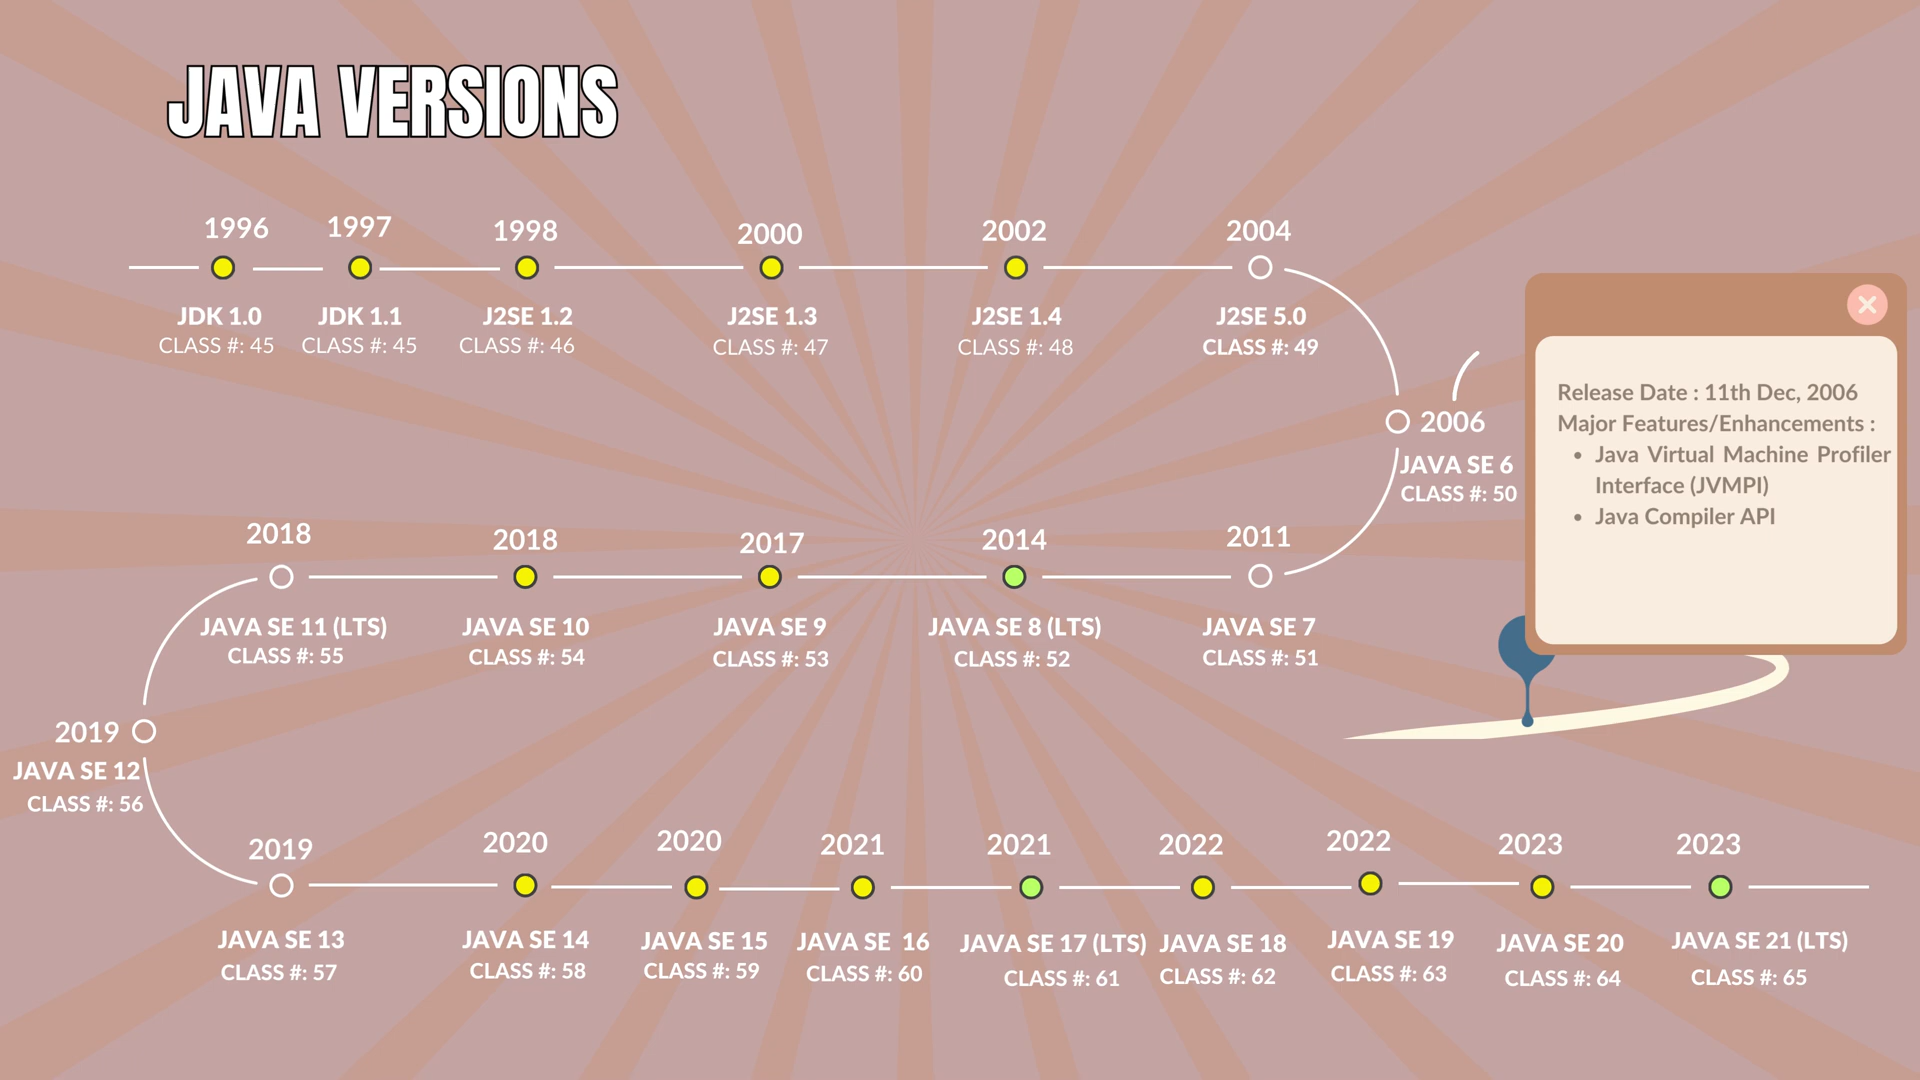 JAVA VERSIONS
1996
1997
1998
2000
2002
2004
JDK 1.0
JDK 1.1
J2SE 1.2
J2SE 1.3
J2SE 1.4
J2SE 5.0
CLASS #: 45
CLASS #: 45
CLASS #: 46
CLASS #: 47
CLASS #: 48
CLASS #: 49
2006
JAVA SE 6
CLASS #: 50
Release Date : 11th Dec, 2006
Major Features/Enhancements :
• Java Virtual Machine Profiler
Interface (JVMPI)
• Java Compiler API
2018
2018
2017
2014
2011
JAVA SE 11 (LTS)
JAVA SE 10
JAVA SE 9
JAVA SE 8 (LTS)
JAVA SE 7
CLASS #: 55
CLASS #: 54
CLASS #: 53
CLASS #: 52
CLASS #: 51
2019
JAVA SE 12
CLASS #: 56
2019
2020
2020
2021
2021
2022
2022
2023
2023
JAVA SE 13
JAVA SE 14
JAVA SE 15
JAVA SE 16
JAVA SE 17 (LTS)
JAVA SE 18
JAVA SE 19
JAVA SE 20
JAVA SE 21 (LTS)
CLASS #: 57
CLASS #: 58
CLASS #: 59
CLASS #: 60
CLASS #: 61
CLASS #: 62
CLASS #: 63
CLASS #: 64
CLASS #: 65